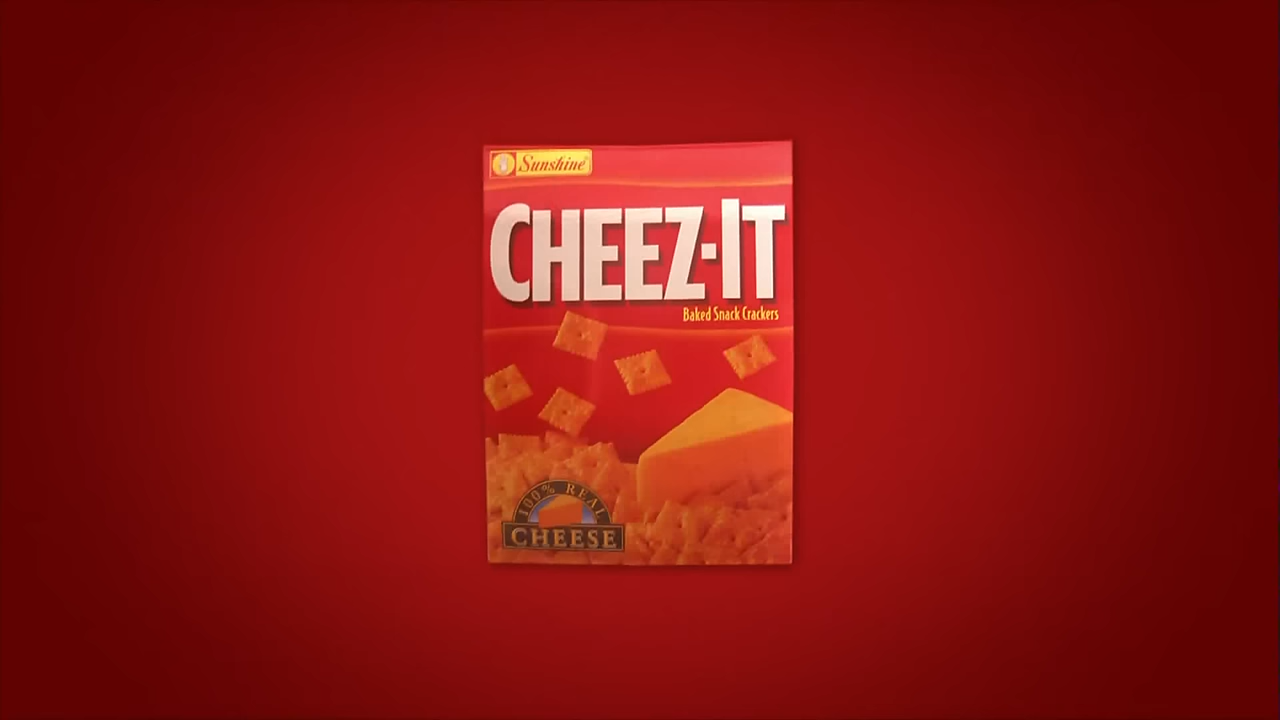 Sunshine
CHEEZ-IT
Baked Snack Crackers
100% REAL
CHEESE